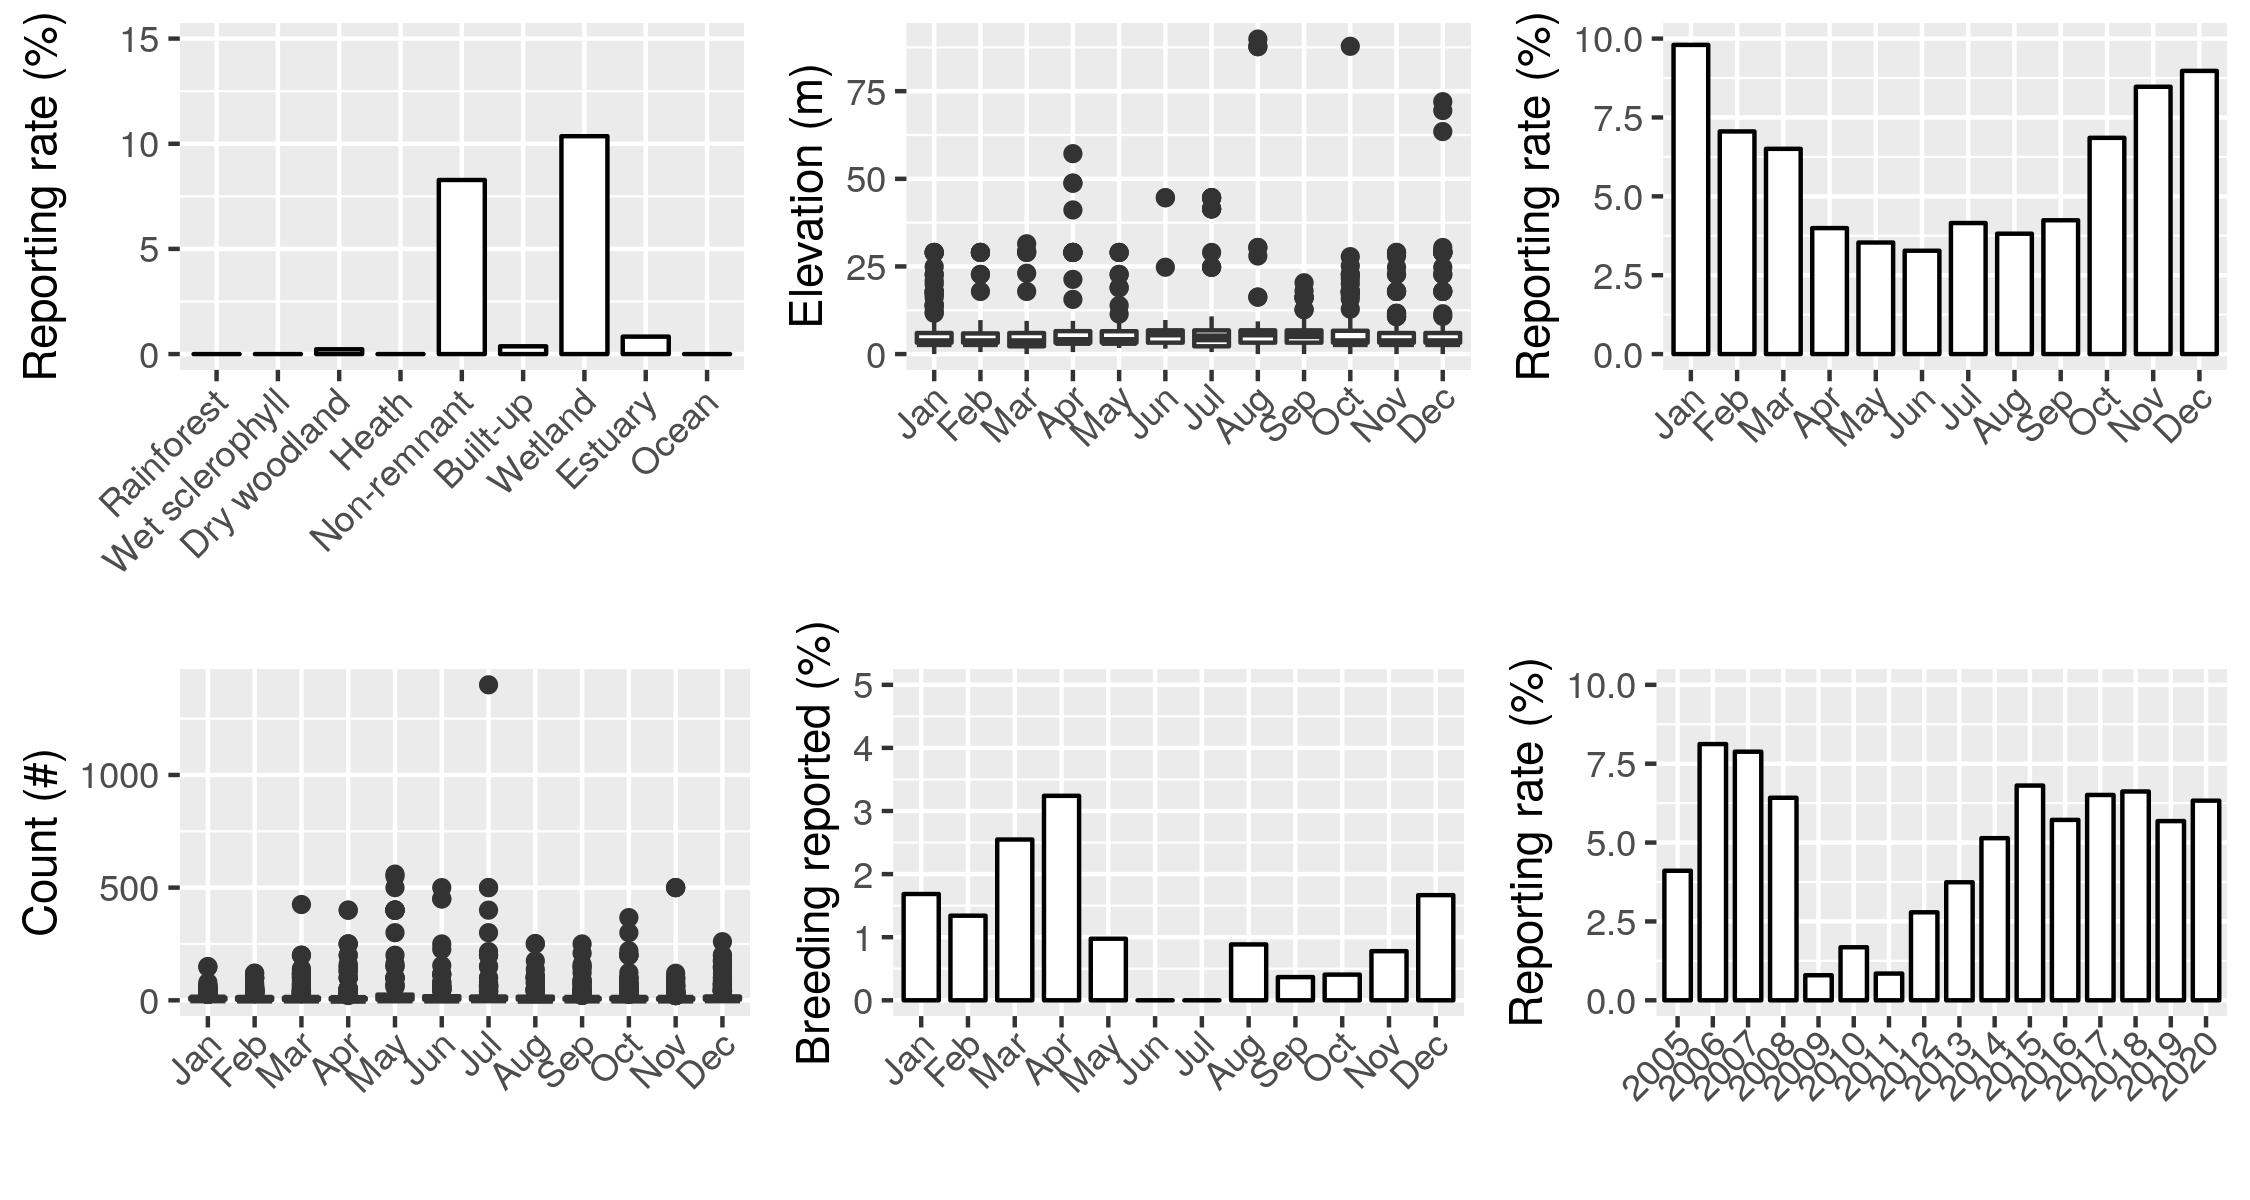 Reporting rate (%)
15
10
5
0
Rainforest
Wet sclerophyll
Dry woodland
Heath
Non-remnant
Built-up
Wetland
Estuary
Ocean
Elevation (m)
75
50
25
0
Jan
Feb
Mar
Apr
May
Jun
Jul
Aug
Sep
Oct
Nov
Dec
Reporting rate (%)
10.0
7.5
5.0
2.5
0.0
Jan
Feb
Mar
Apr
May
Jun
Jul
Aug
Sep
Oct
Nov
Dec
Count (#)
1000
500
0
Jan
Feb
Mar
Apr
May
Jun
Jul
Aug
Sep
Oct
Nov
Dec
Breeding reported (%)
5
4
3
2
1
0
Jan
Feb
Mar
Apr
May
Jun
Jul
Aug
Sep
Oct
Nov
Dec
Reporting rate (%)
10.0
7.5
5.0
2.5
0.0
2005
2006
2007
2008
2009
2010
2011
2012
2013
2014
2015
2016
2017
2018
2019
2020